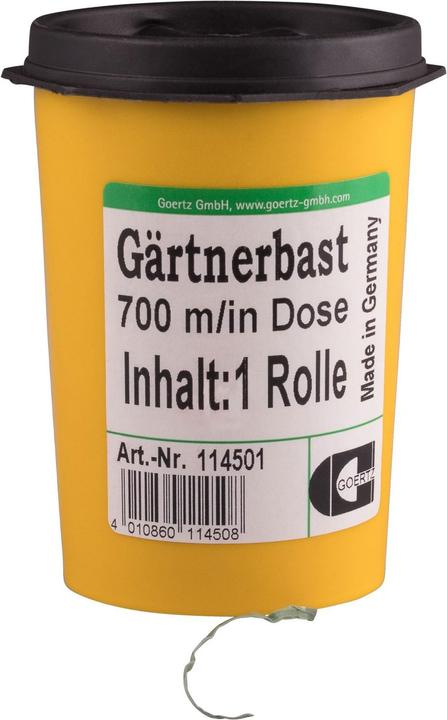 Goertz GmbH, www.goertz-gmbh.com
Gärtnerbast
700 m/in Dose
Inhalt:1 Rolle
Made in Germany
Art.-Nr. 114501
4 010860 114508
GOERTZ